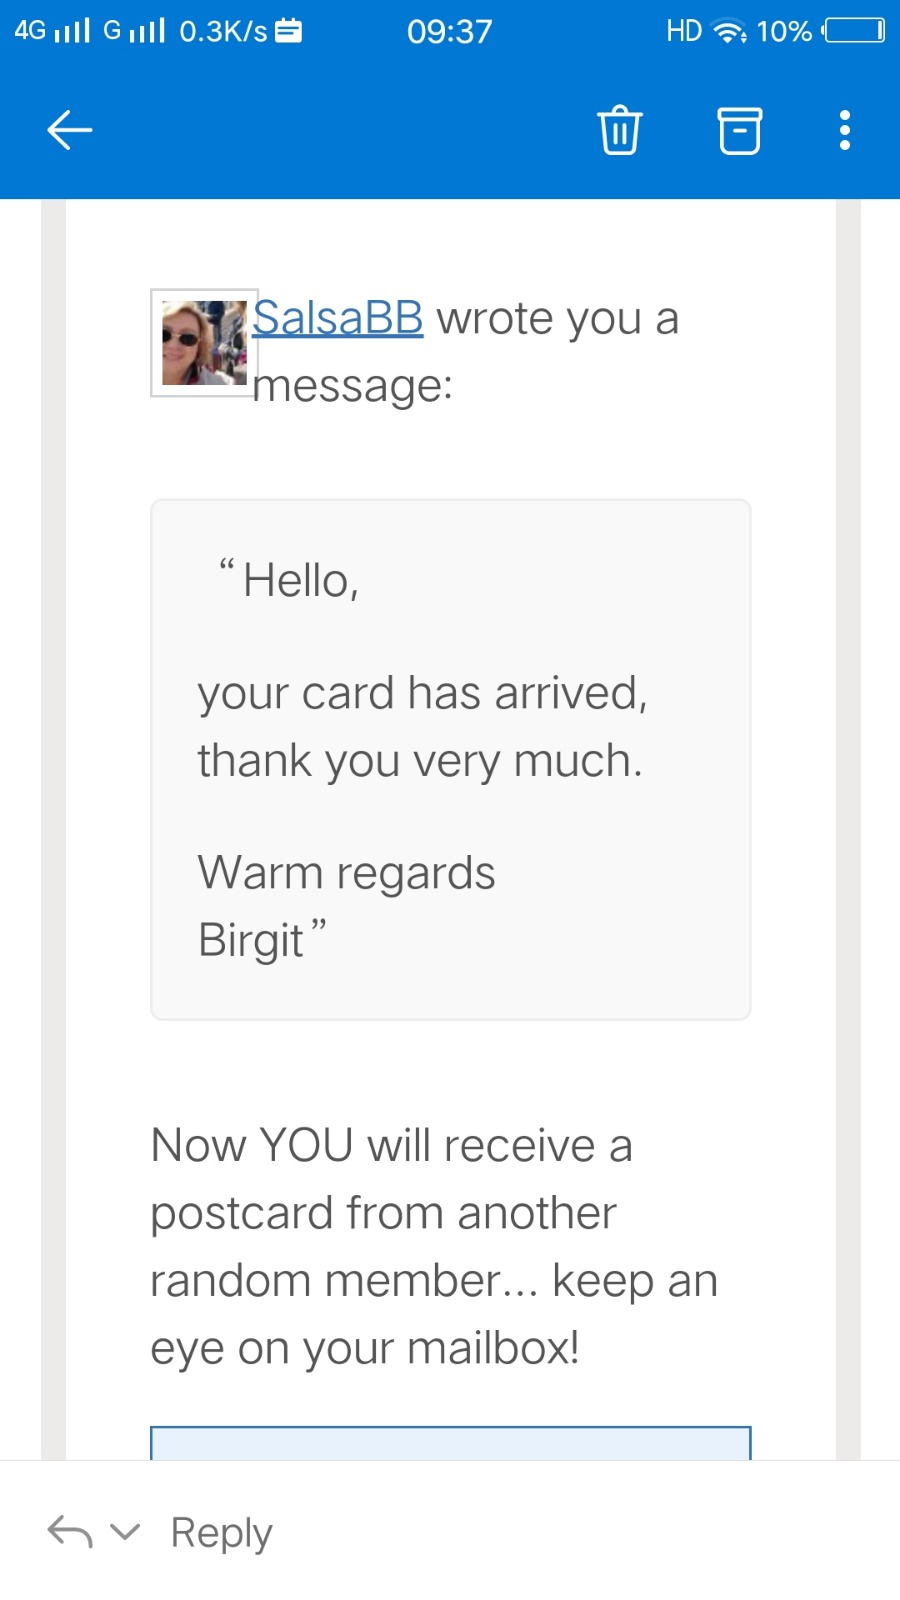 4G G 0.3K/s 09:37 HD 10%
SalsaBB wrote you a
message:
“Hello,
your card has arrived,
thank you very much.
Warm regards
Birgit”
Now YOU will receive a
postcard from another
random member... keep an
eye on your mailbox!
Reply